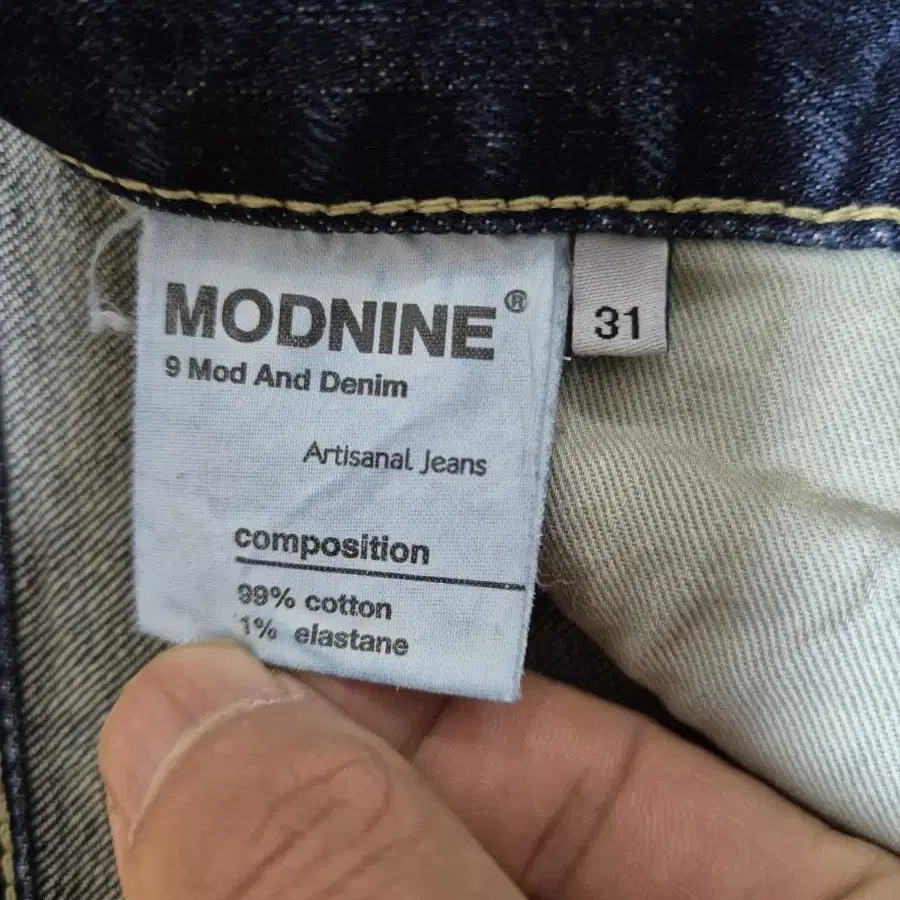 MODNINE®
9 Mod And Denim
Artisanal Jeans
composition
99% cotton
1% elastane
31